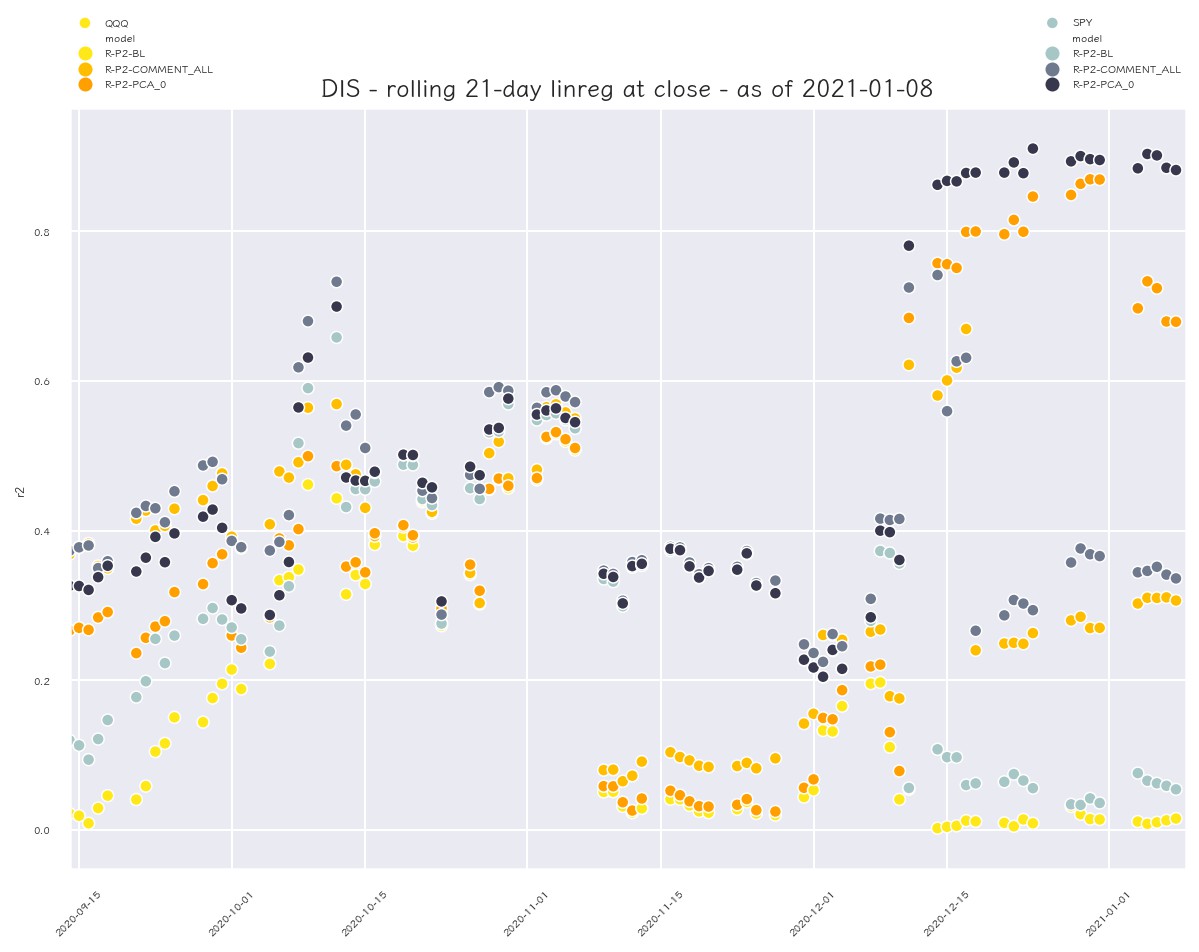 QQQ
model
R-P2-BL
R-P2-COMMENT_ALL
R-P2-PCA_0
SPY
model
R-P2-BL
R-P2-COMMENT_ALL
R-P2-PCA_0
DIS - rolling 21-day linreg at close - as of 2021-01-08
r2
0.8
0.6
0.4
0.2
0.0
2020-09-15
2020-10-01
2020-10-15
2020-11-01
2020-11-15
2020-12-01
2020-12-15
2021-01-01